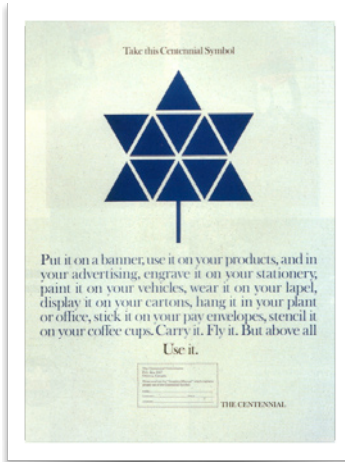 Take this Centennial Symbol
Put it on a banner, use it on your products, and in
your advertising, engrave it on your stationery,
paint it on your vehicles, wear it on your lapel,
display it on your cartons, hang it in your plant
or office, stick it on your pay envelopes, stencil it
on your coffee cups. Carry it. Fly it. But above all
Use it.
THE CENTENNIAL